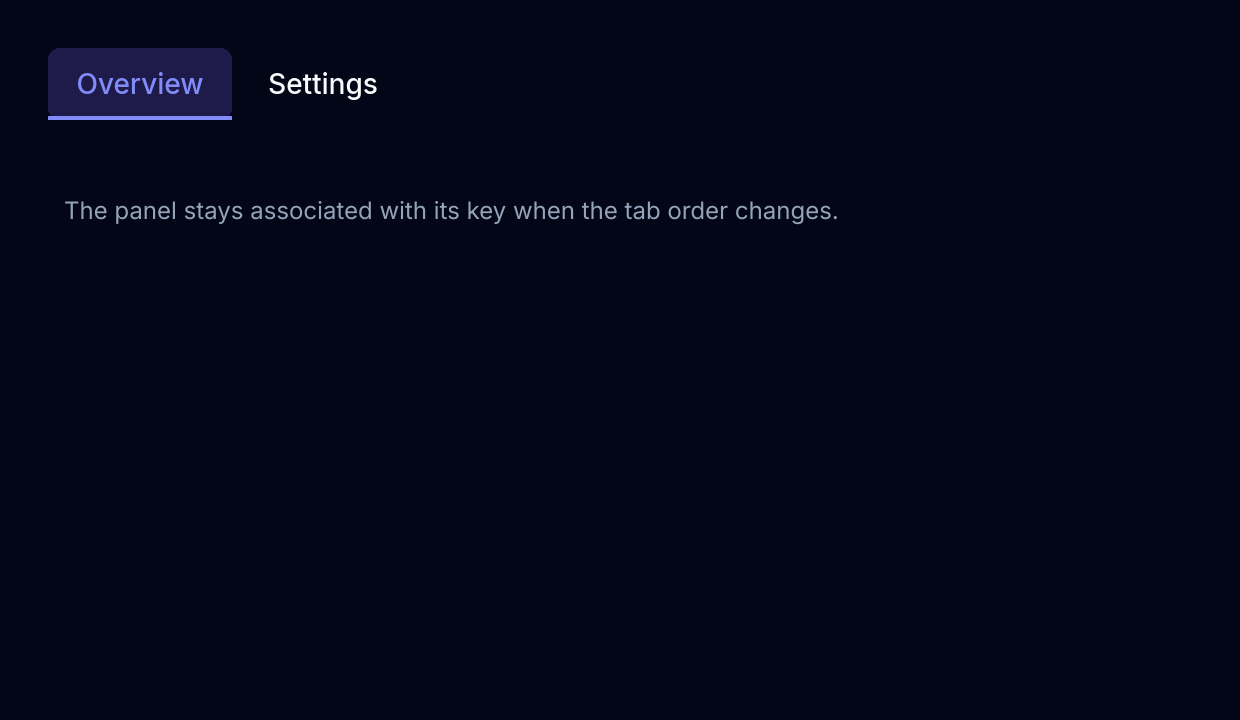 Overview
Settings
The panel stays associated with its key when the tab order changes.